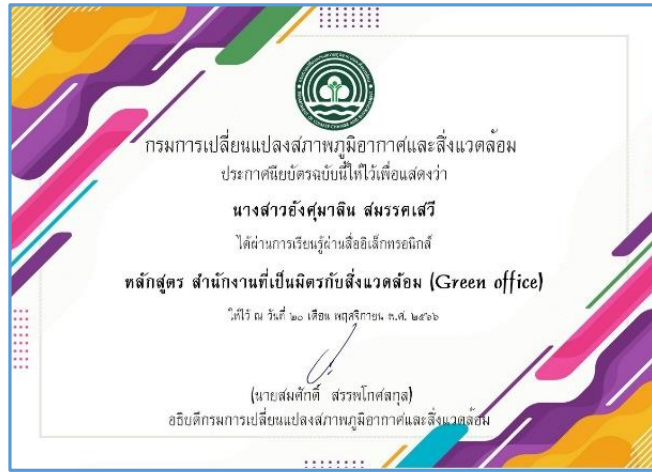 กรมการเปลี่ยนแปลงสภาพภูมิอากาศและสิ่งแวดล้อม
ประกาศนียบัตรฉบับนี้ให้ไว้เพื่อแสดงว่า
นางสาวอังศุมาลิน สมรรคเสวี
ได้ผ่านการเรียนรู้ผ่านสื่ออิเล็กทรอนิกส์
หลักสูตร สำนักงานที่เป็นมิตรกับสิ่งแวดล้อม (Green office)
ให้ไว้ ณ วันที่ ๒๐ เดือน พฤศจิกายน พ.ศ. ๒๕๖๖
(นายสมศักดิ์ สรรพโกศลกุล)
อธิบดีกรมการเปลี่ยนแปลงสภาพภูมิอากาศและสิ่งแวดล้อม